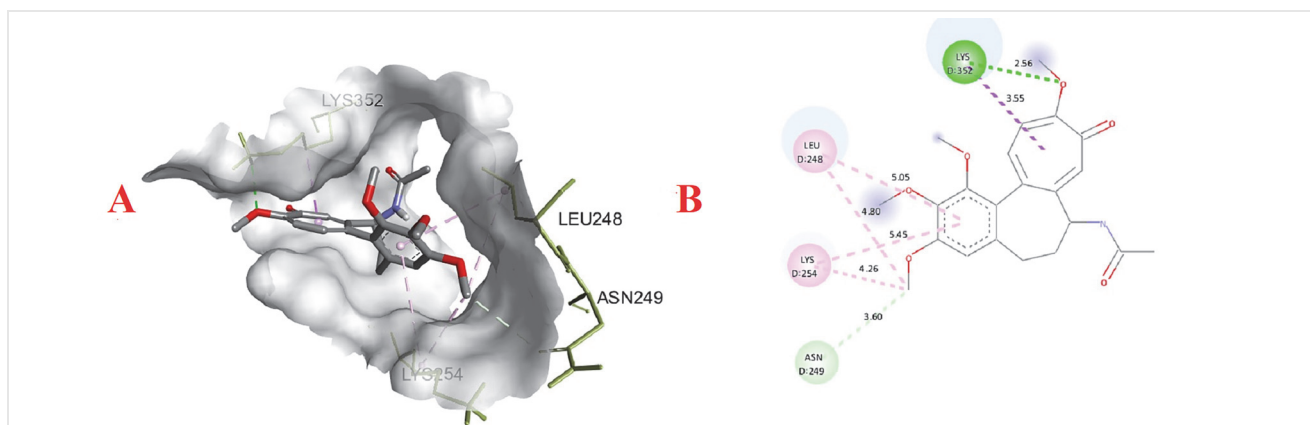 A
LYS352
LEU248
ASN249
LYS254
B
LYS
D:352
2.56
3.55
O
O
LEU
D:248
5.05
O
O
4.80
5.45
O
N
LYS
D:254
4.26
O
3.60
ASN
D:249